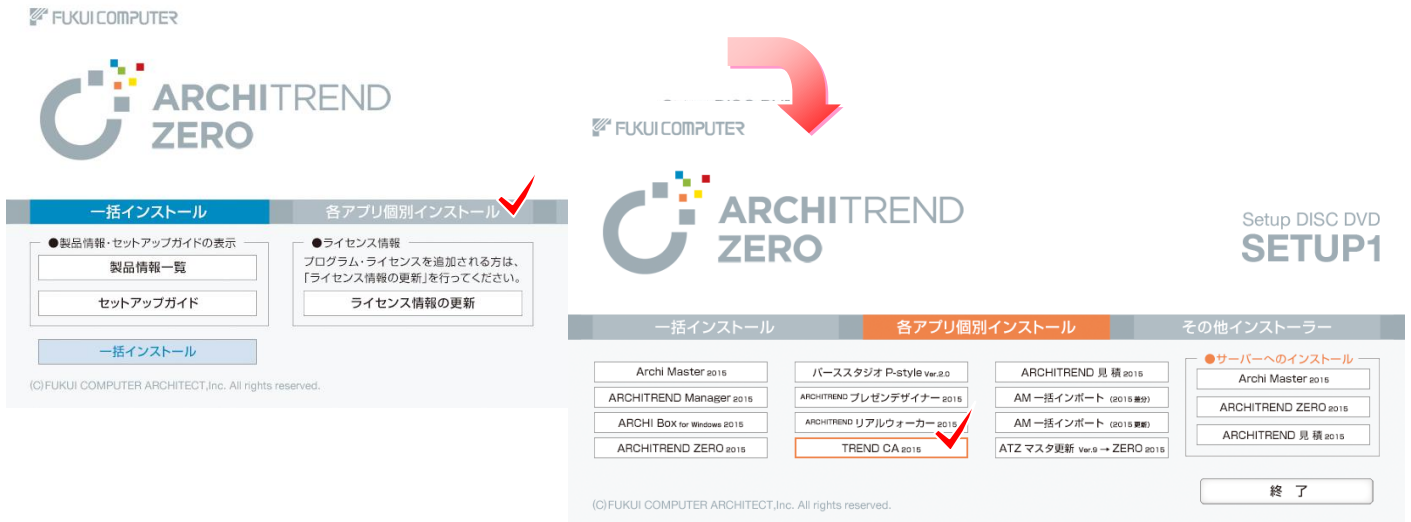 FUKUI COMPUTER
ARCHITREND
ZERO
一括インストール
各アプリ個別インストール
●製品情報・セットアップガイドの表示
製品情報一覧
セットアップガイド
●ライセンス情報
プログラム・ライセンスを追加される方は、
「ライセンス情報の更新」を行ってください。
ライセンス情報の更新
一括インストール
(C)FUKUI COMPUTER ARCHITECT,Inc. All rights reserved.
FUKUI COMPUTER
ARCHITREND
ZERO
Setup DISC DVD
SETUP1
一括インストール
各アプリ個別インストール
その他インストーラー
Archi Master 2015
ARCHITREND Manager 2015
ARCHI Box for Windows 2015
ARCHITREND ZERO 2015
パーススタジオ P-style Ver.2.0
ARCHITREND プレゼンデザイナー 2015
ARCHITREND リアルウォーカー 2015
TREND CA 2015
ARCHITREND 見 積 2015
AM 一括インポート (2015 差分)
AM 一括インポート (2015 更新)
ATZ マスタ更新 Ver.9 → ZERO 2015
●サーバーへのインストール
Archi Master 2015
ARCHITREND ZERO 2015
ARCHITREND 見 積 2015
終 了
(C)FUKUI COMPUTER ARCHITECT,Inc. All rights reserved.